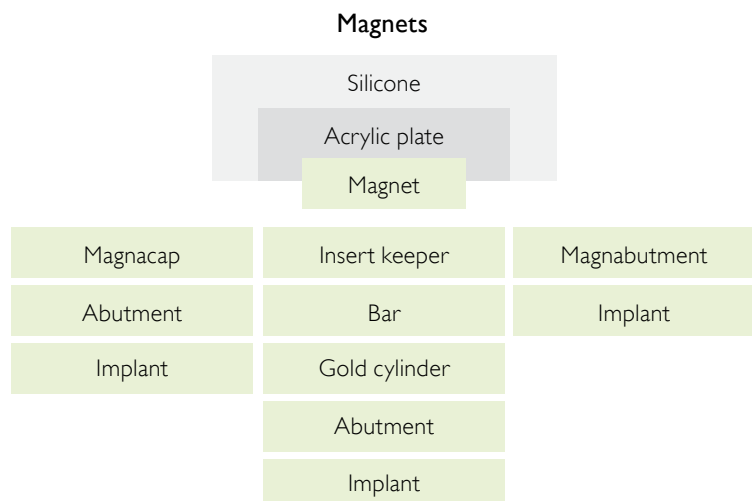 Magnets
Silicone
Acrylic plate
Magnet
Magnacap Insert keeper Magnabutment
Abutment Bar Implant
Implant Gold cylinder
Abutment
Implant